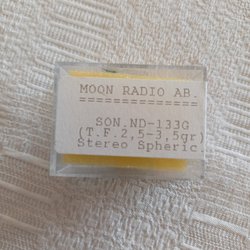 MOON RADIO AB.
==============
SON.ND-133G
(T.F.2,5-3,5gr)
Stereo Spheric